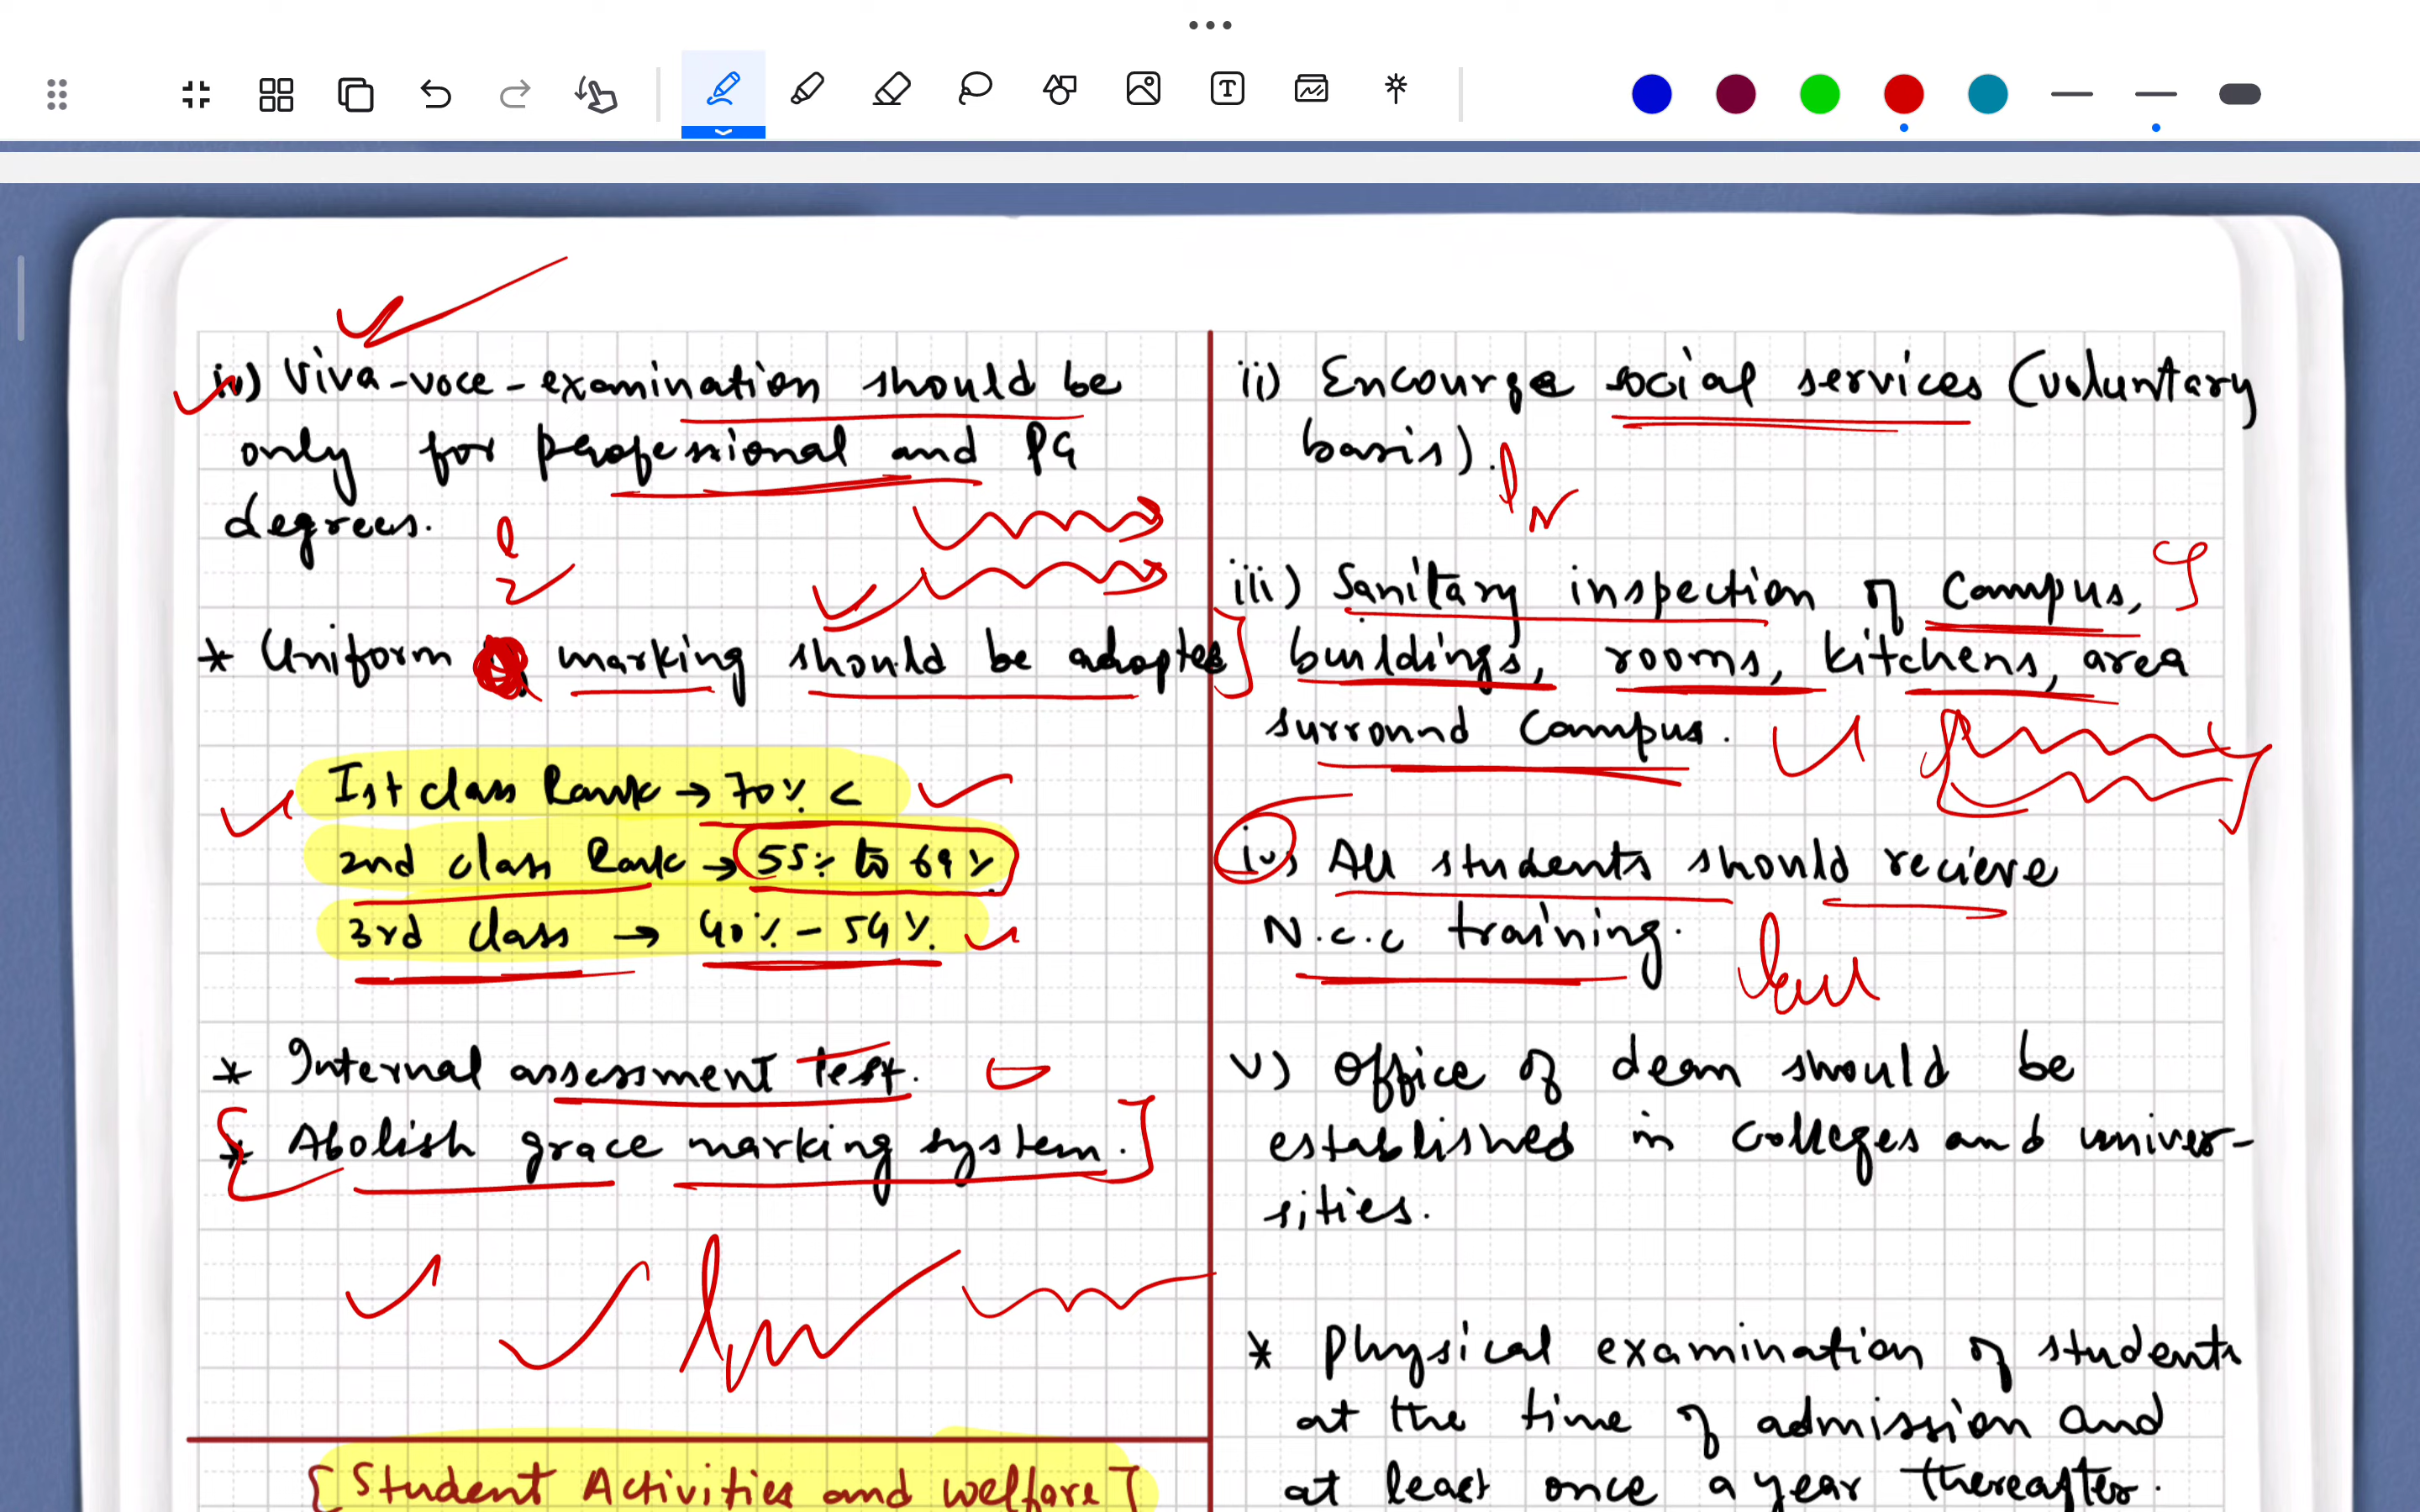 iv) Viva-voce-examination should be
only for professional and PG
degrees.
* Uniform marking should be adopted
Ist class Rank → 70% <
2nd class Rank → 55% to 69%
3rd class → 40% - 54%.
* Internal assessment test.
* Abolish grace marking system.
[Student Activities and welfare]
ii) Encourge social services (voluntary
basis).
iii) Sanitary inspection of Campus,
buildings, rooms, kitchens, area
surround Campus.
iv) All students should recieve
N.C.C training.
v) Office of dean should be
established in colleges and univer-
sities.
* Physical examination of students
at the time of admission and
at least once a year thereafter.